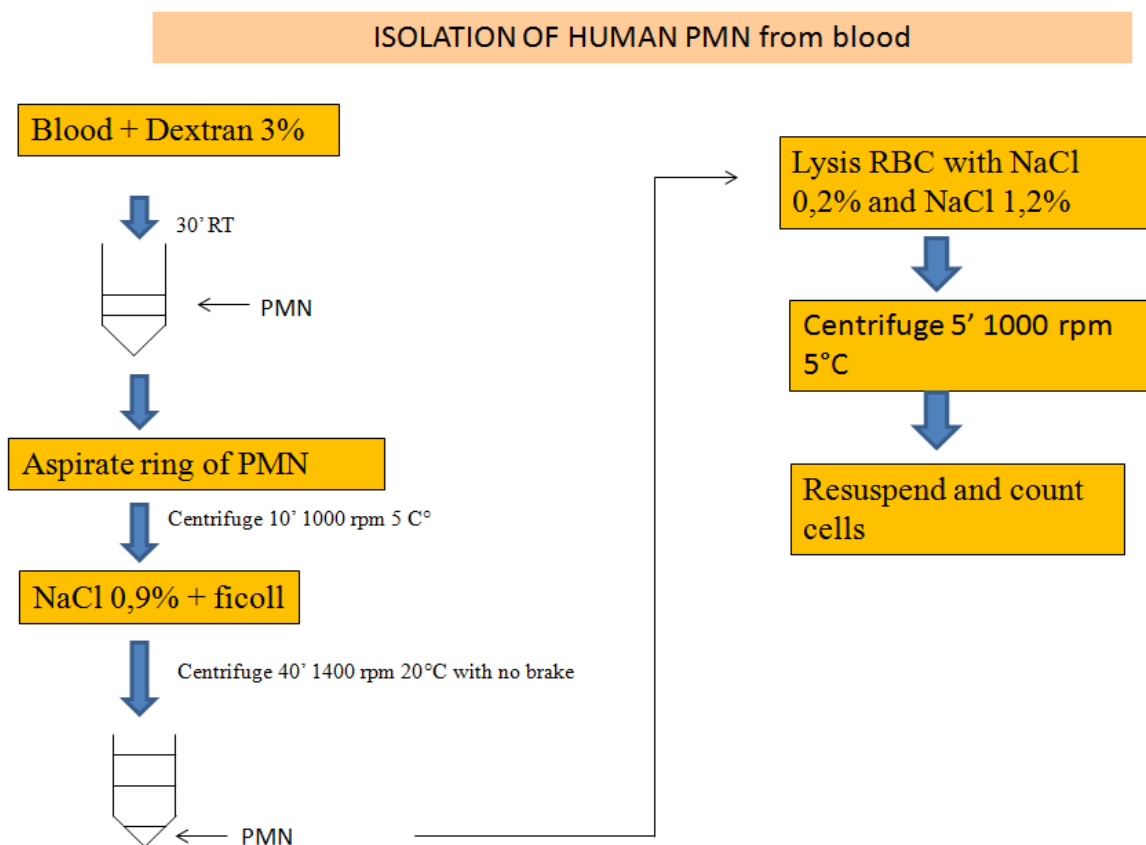 ISOLATION OF HUMAN PMN from blood
Blood + Dextran 3%
30’ RT
PMN
Aspirate ring of PMN
Centrifuge 10’ 1000 rpm 5 C°
NaCl 0,9% + ficoll
Centrifuge 40’ 1400 rpm 20°C with no brake
PMN
Lysis RBC with NaCl
0,2% and NaCl 1,2%
Centrifuge 5’ 1000 rpm
5°C
Resuspend and count
cells